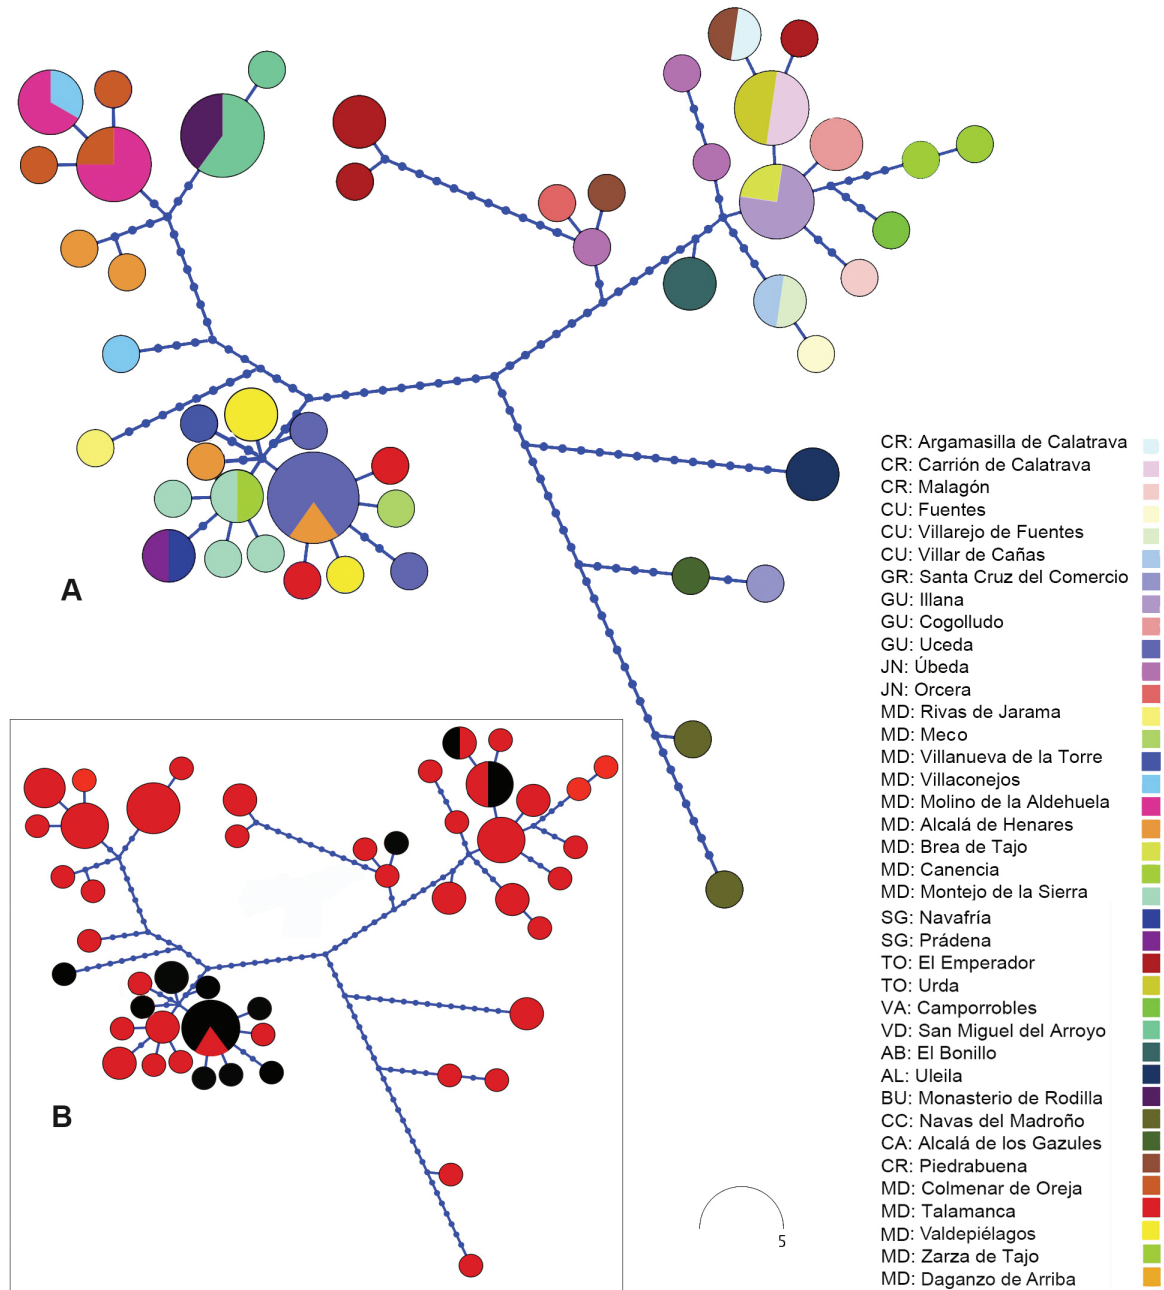 CR: Argamasilla de Calatrava
CR: Carrión de Calatrava
CR: Malagón
CU: Fuentes
CU: Villarejo de Fuentes
CU: Villar de Cañas
GR: Santa Cruz del Comercio
GU: Illana
GU: Cogolludo
GU: Uceda
JN: Úbeda
JN: Orcera
MD: Rivas de Jarama
MD: Meco
MD: Villanueva de la Torre
MD: Villaconejos
MD: Molino de la Aldehuela
MD: Alcalá de Henares
MD: Brea de Tajo
MD: Canencia
MD: Montejo de la Sierra
SG: Navafría
SG: Prádena
TO: El Emperador
TO: Urda
VA: Camporrobles
VD: San Miguel del Arroyo
AB: El Bonillo
AL: Uleila
BU: Monasterio de Rodilla
CC: Navas del Madroño
CA: Alcalá de los Gazules
CR: Piedrabuena
MD: Colmenar de Oreja
MD: Talamanca
MD: Valdepiélagos
MD: Zarza de Tajo
MD: Daganzo de Arriba
A
B
5